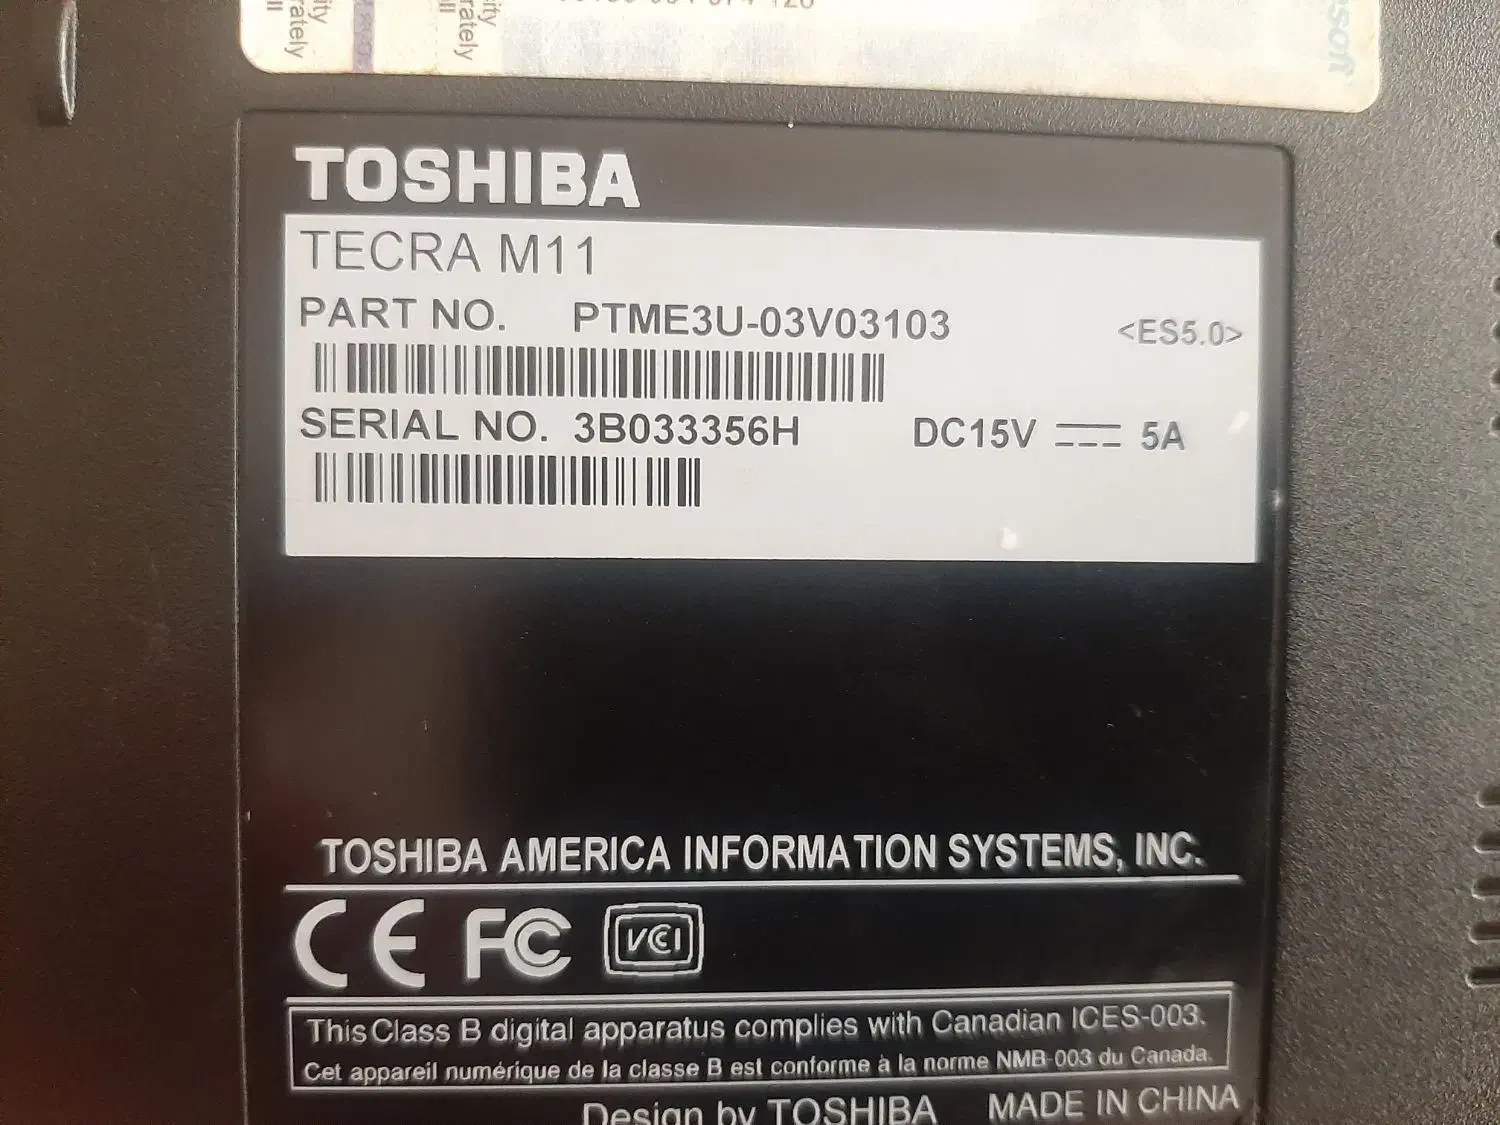 TOSHIBA
TECRA M11
PART NO. PTME3U-03V03103 <ES5.0>
SERIAL NO. 3B033356H DC15V 5A
TOSHIBA AMERICA INFORMATION SYSTEMS, INC.
CE FC VCI
This Class B digital apparatus complies with Canadian ICES-003.
Cet appareil numérique de la classe B est conforme à la norme NMB-003 du Canada.
Design by TOSHIBA MADE IN CHINA